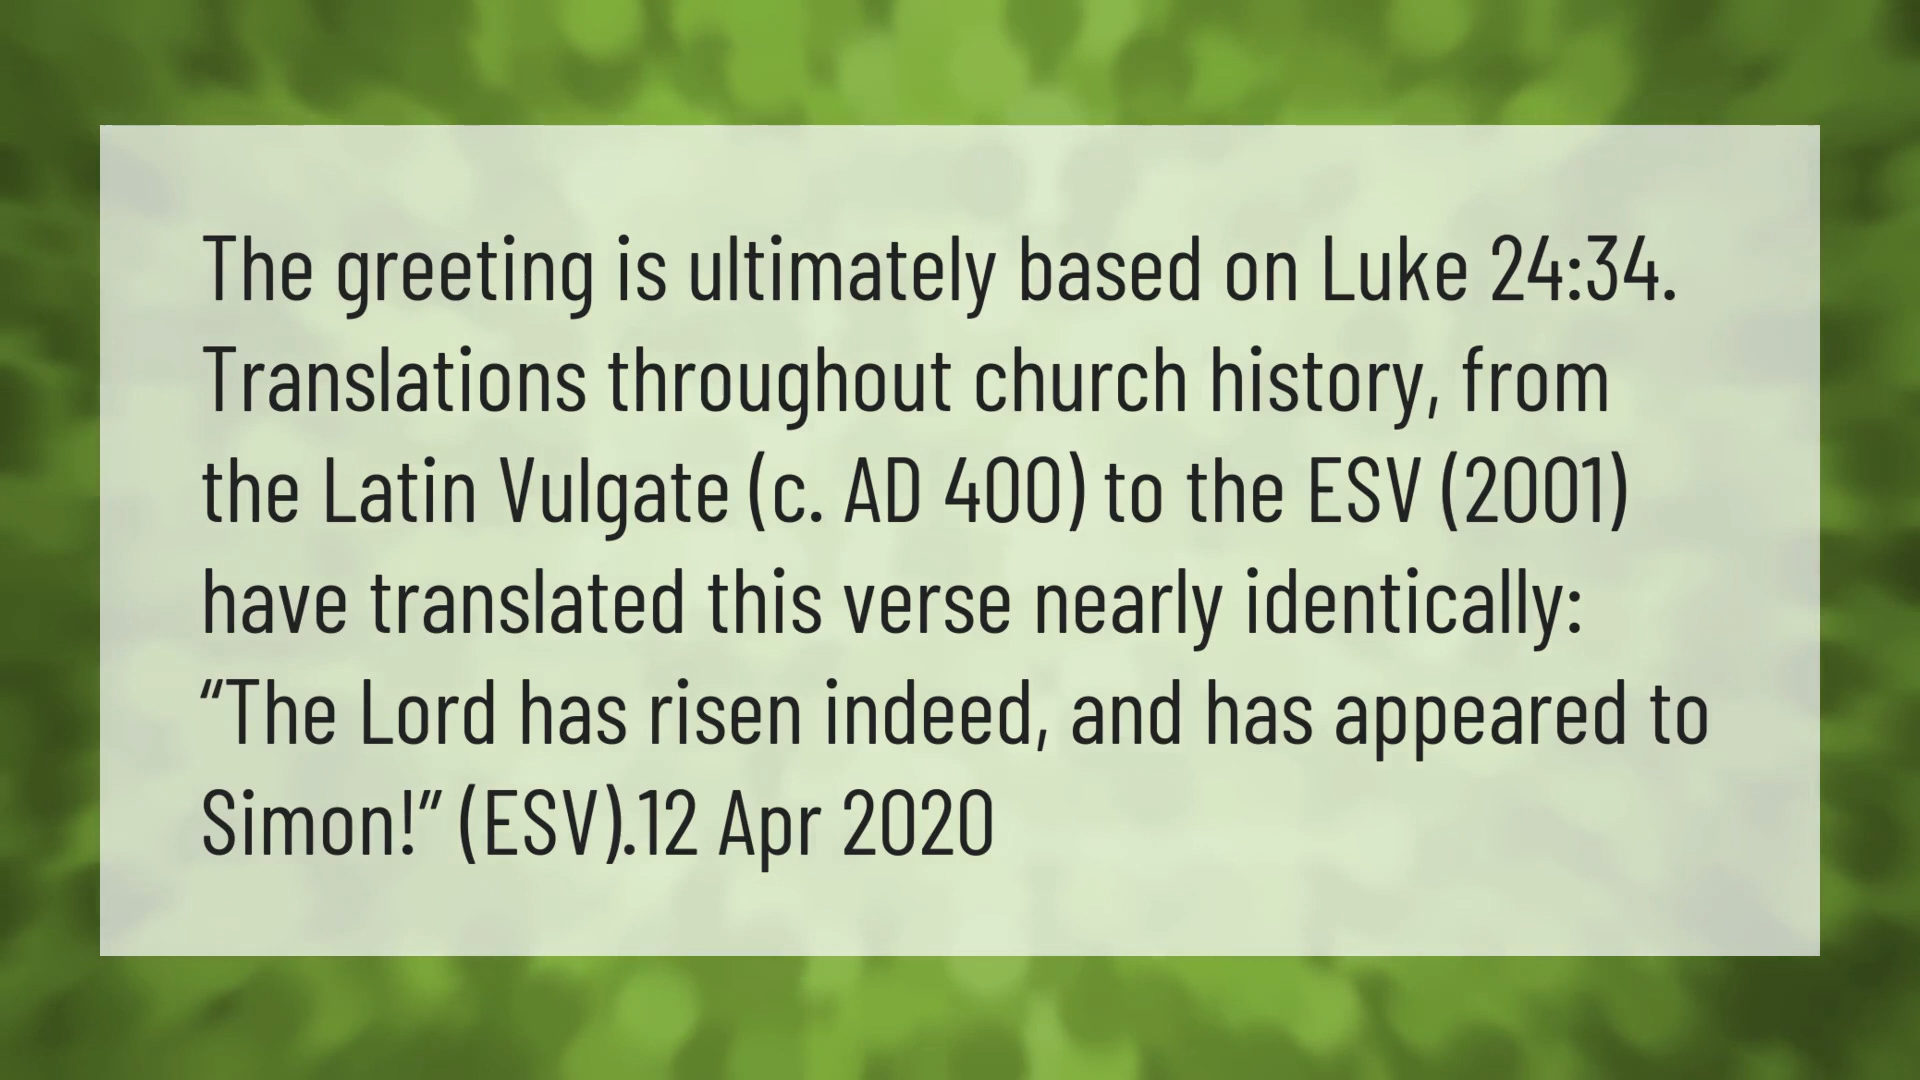 The greeting is ultimately based on Luke 24:34.
Translations throughout church history, from
the Latin Vulgate (c. AD 400) to the ESV (2001)
have translated this verse nearly identically:
“The Lord has risen indeed, and has appeared to
Simon!” (ESV).12 Apr 2020